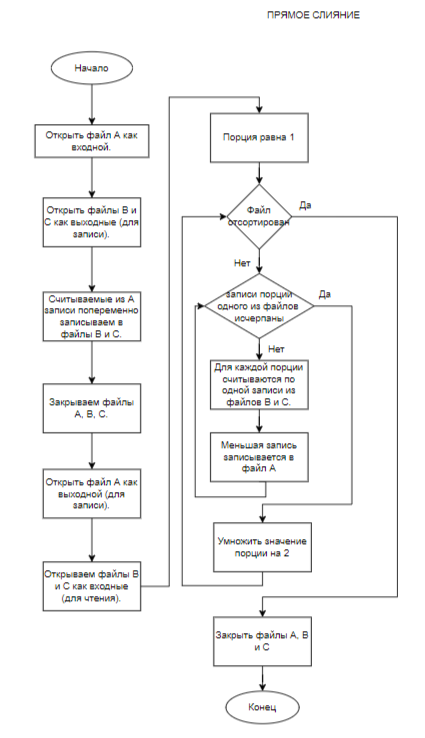 ПРЯМОЕ СЛИЯНИЕ
Начало
Открыть файл А как
входной.
Открыть файлы В и
С как выходные (для
записи).
Считываемые из А
записи попеременно
записываем в
файлы В и С.
Закрываем файлы
А, В, С.
Открыть файл А как
выходной (для
записи).
Открываем файлы В
и С как входные
(для чтения).
Порция равна 1
Файл
отсортирован
Да
Нет
записи порции
одного из файлов
исчерпаны
Да
Нет
Для каждой порции
считываются по
одной записи из
файлов В и С.
Меньшая запись
записывается в
файл А
Умножить значение
порции на 2
Закрыть файлы А, В
и С
Конец